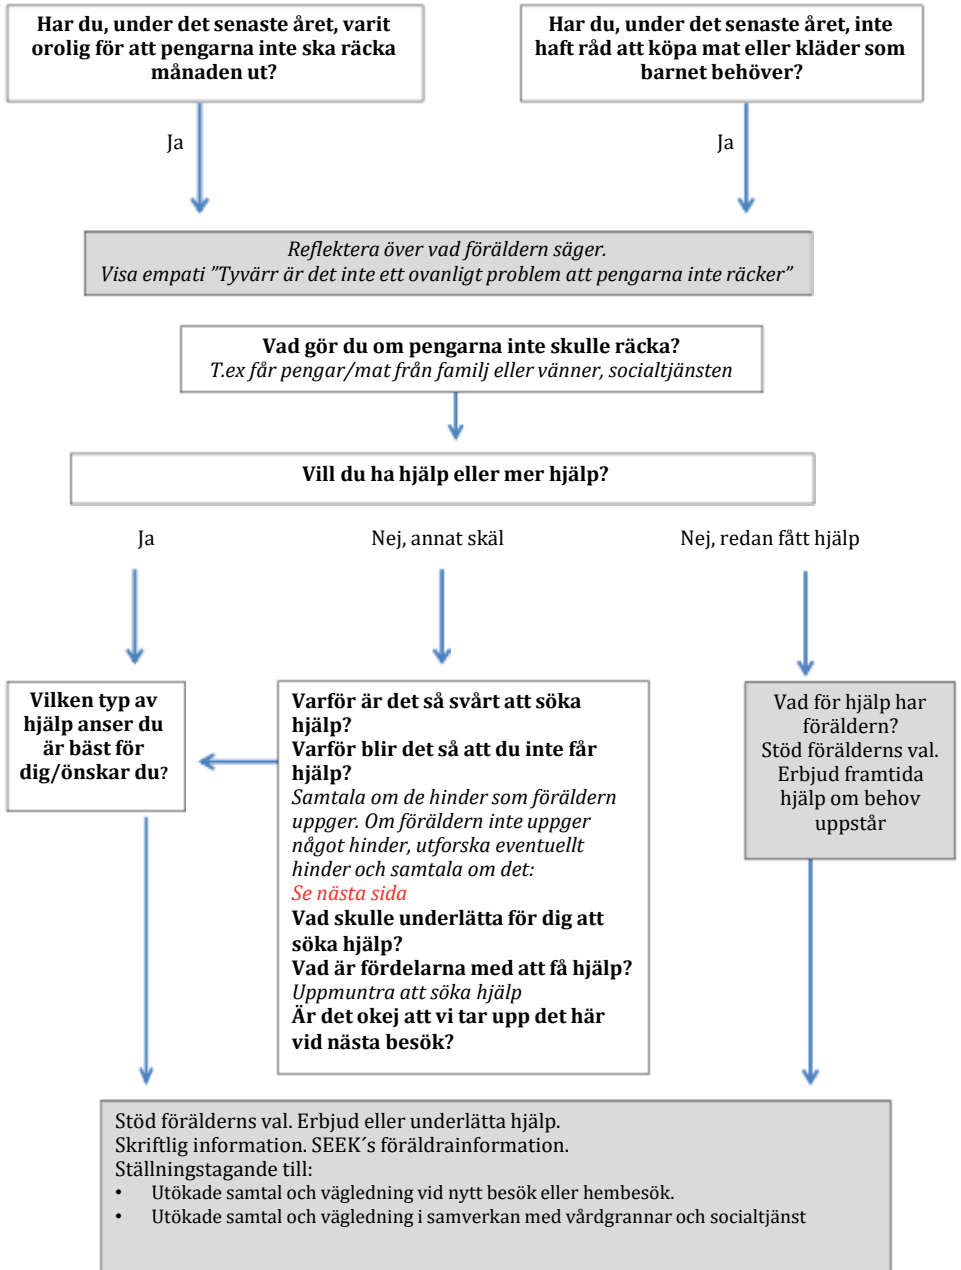 Har du, under det senaste året, varit
orolig för att pengarna inte ska räcka
månaden ut?
Har du, under det senaste året, inte
haft råd att köpa mat eller kläder som
barnet behöver?
Ja
Ja
Reflektera över vad föräldern säger.
Visa empati ”Tyvärr är det inte ett ovanligt problem att pengarna inte räcker”
Vad gör du om pengarna inte skulle räcka?
T.ex får pengar/mat från familj eller vänner, socialtjänsten
Vill du ha hjälp eller mer hjälp?
Ja
Nej, annat skäl
Nej, redan fått hjälp
Vilken typ av
hjälp anser du
är bäst för
dig/önskar du?
Varför är det så svårt att söka
hjälp?
Varför blir det så att du inte får
hjälp?
Samtala om de hinder som föräldern
uppger. Om föräldern inte uppger
något hinder, utforska eventuellt
hinder och samtala om det:
Se nästa sida
Vad skulle underlätta för dig att
söka hjälp?
Vad är fördelarna med att få hjälp?
Uppmuntra att söka hjälp
Är det okej att vi tar upp det här
vid nästa besök?
Vad för hjälp har
föräldern?
Stöd förälderns val.
Erbjud framtida
hjälp om behov
uppstår
Stöd förälderns val. Erbjud eller underlätta hjälp.
Skriftlig information. SEEK´s föräldrainformation.
Ställningstagande till:
• Utökade samtal och vägledning vid nytt besök eller hembesök.
• Utökade samtal och vägledning i samverkan med vårdgrannar och socialtjänst